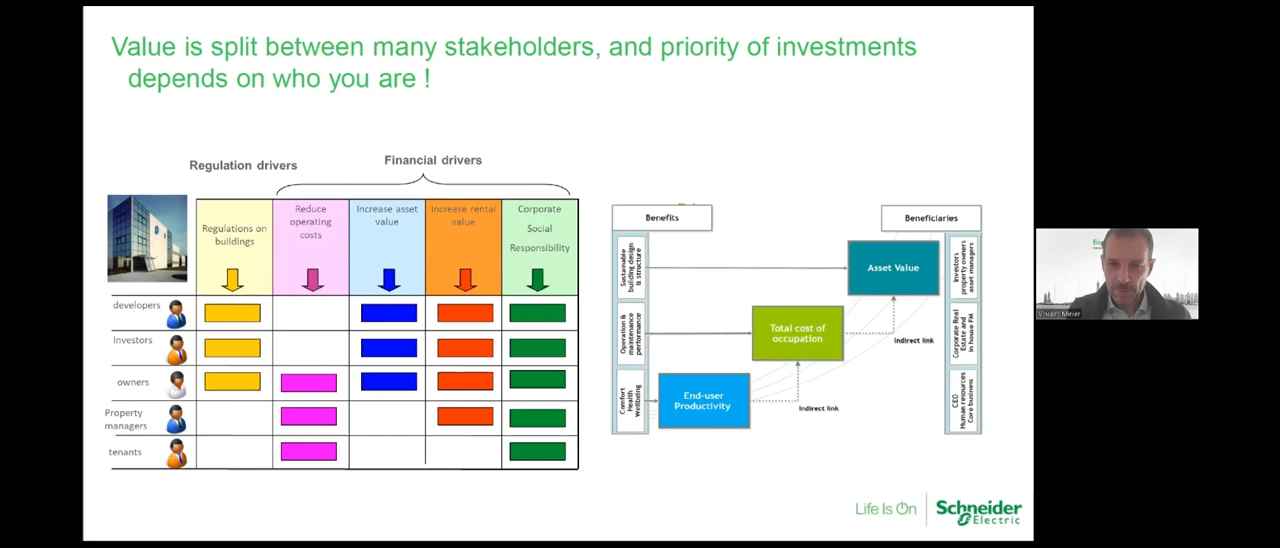 Value is split between many stakeholders, and priority of investments
depends on who you are !
Regulation drivers
Financial drivers
Regulations on
buildings
Reduce
operating
costs
Increase asset
value
Increase rental
value
Corporate
Social
Responsibility
developers
Investors
owners
Property
managers
tenants
Benefits
Beneficiaries
Sustainable
building design
& structure
Operation &
maintenance
performance
Comfort
Health
Wellbeing
Asset Value
Total cost of
occupation
End-user
Productivity
Indirect link
Indirect link
Investors
property owners
asset managers
Corporate Real
Estate and
in house FM
CEO
Human resources
Core business
Life Is On
Schneider
Electric
Vincent Minier